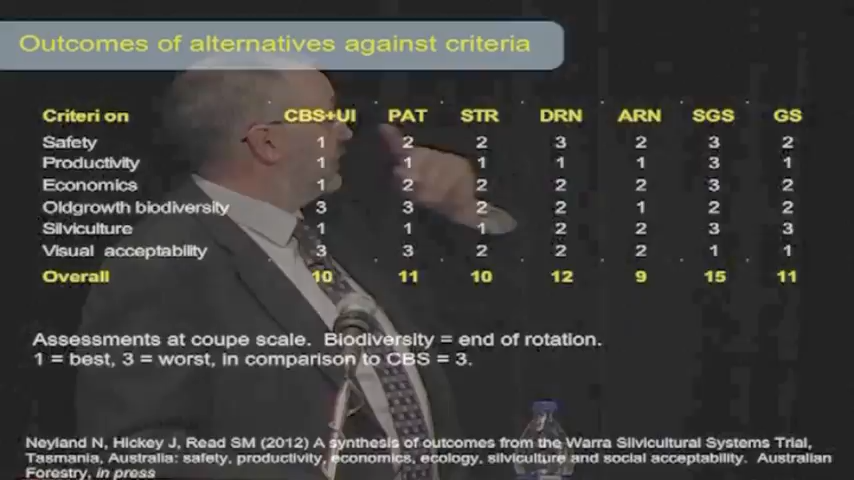 Outcomes of alternatives against criteria
Criterion CBS+UI PAT STR DRN ARN SGS GS
Safety 1 2 2 3 2 3 2
Productivity 1 1 1 1 1 3 1
Economics 1 2 2 2 2 3 2
Oldgrowth biodiversity 3 3 2 2 1 2 2
Silviculture 1 1 1 2 2 3 3
Visual acceptability 3 3 2 2 2 1 1
Overall 10 11 10 12 9 15 11
Assessments at coupe scale. Biodiversity = end of rotation.
1 = best, 3 = worst, in comparison to CBS = 3.
Neyland N, Hickey J, Read SM (2012) A synthesis of outcomes from the Warra Silvicultural Systems Trial,
Tasmania, Australia: safety, productivity, economics, ecology, silviculture and social acceptability. Australian
Forestry, in press